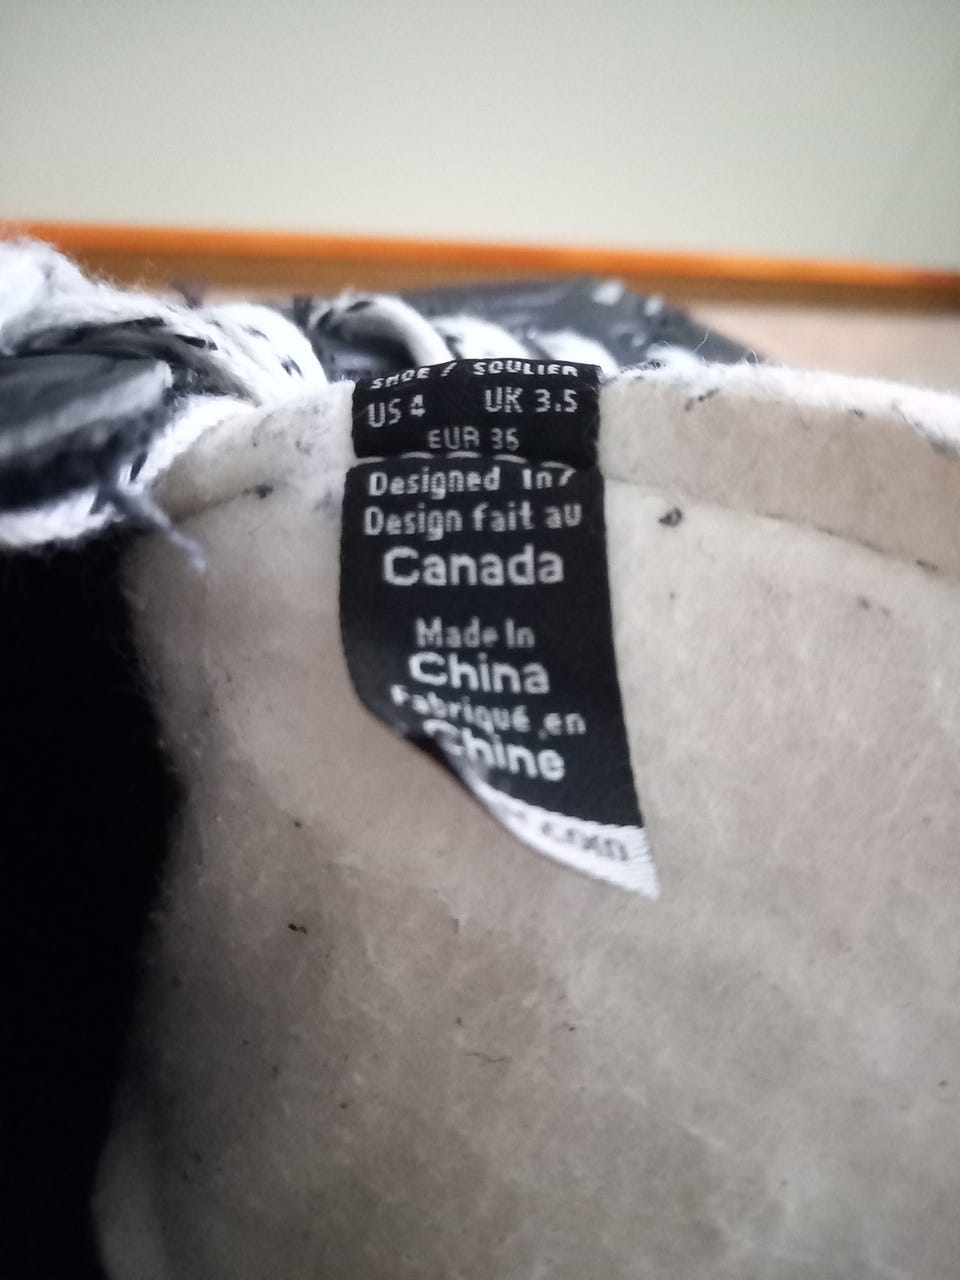 SHOE / SOULIER
US 4 UK 3.5
EUR 36
Designed In /
Design fait au
Canada
Made In
China
Fabriqué en
Chine
.com